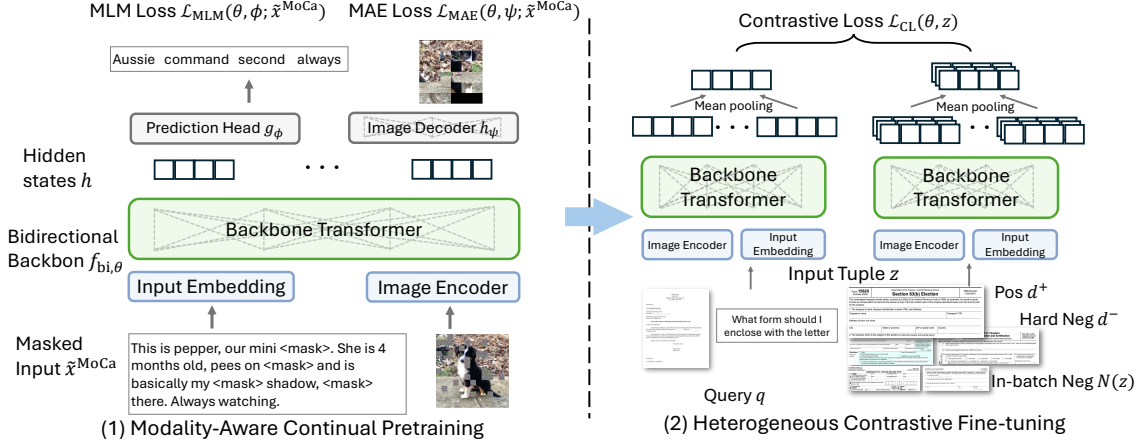 MLM Loss ℒ_MLM(θ, ϕ; x̃^MoCa)
MAE Loss ℒ_MAE(θ, ψ; x̃^MoCa)
Aussie command second always
Prediction Head g_ϕ
Image Decoder h_ψ
Hidden
states h
Backbone Transformer
Bidirectional
Backbon f_bi,θ
Input Embedding
Image Encoder
Masked
Input x̃^MoCa
This is pepper, our mini <mask>. She is 4
months old, pees on <mask> and is
basically my <mask> shadow, <mask>
there. Always watching.
(1) Modality-Aware Continual Pretraining
Contrastive Loss ℒ_CL(θ, z)
Mean pooling
Mean pooling
Backbone
Transformer
Backbone
Transformer
Image Encoder
Input
Embedding
Image Encoder
Input
Embedding
Input Tuple z
What form should I
enclose with the letter
Query q
15620
Section 83(b) Election
Pos d⁺
Hard Neg d⁻
In-batch Neg N(z)
(2) Heterogeneous Contrastive Fine-tuning